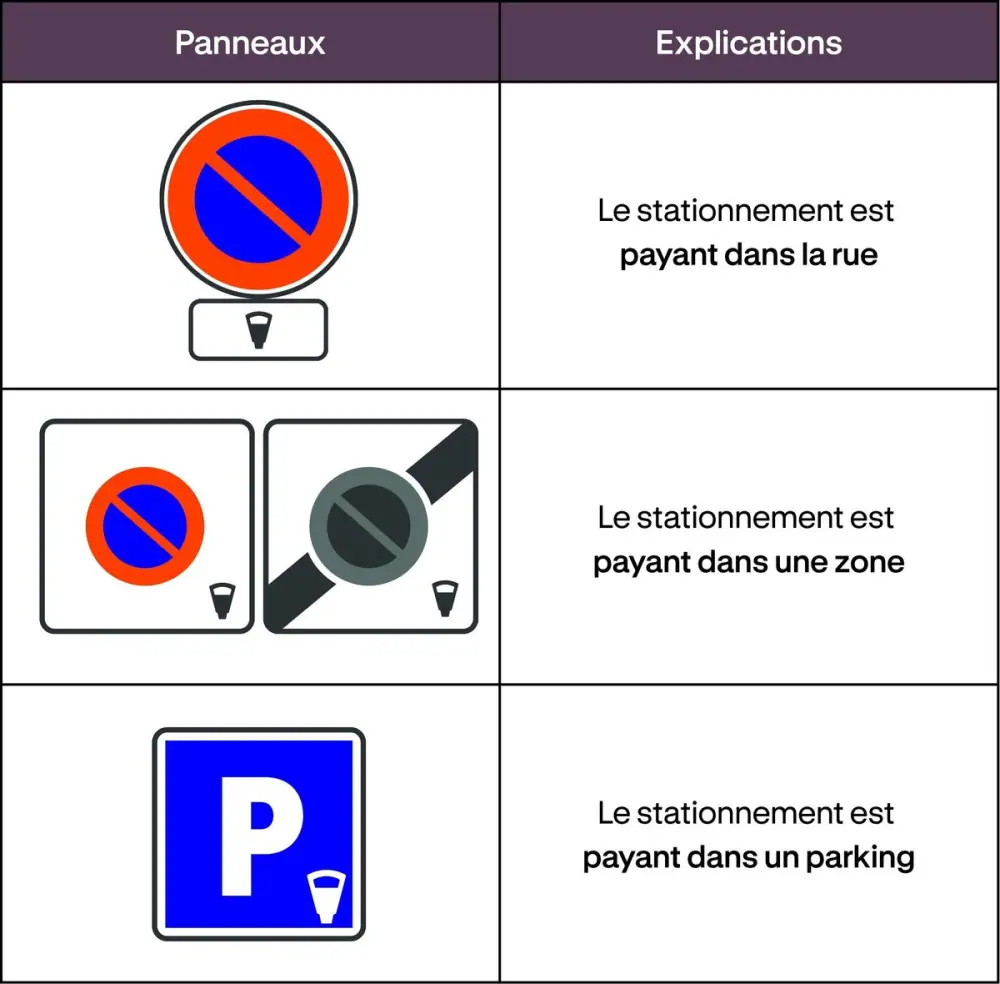 Panneaux
Explications
Le stationnement est
payant dans la rue
Le stationnement est
payant dans une zone
P
Le stationnement est
payant dans un parking